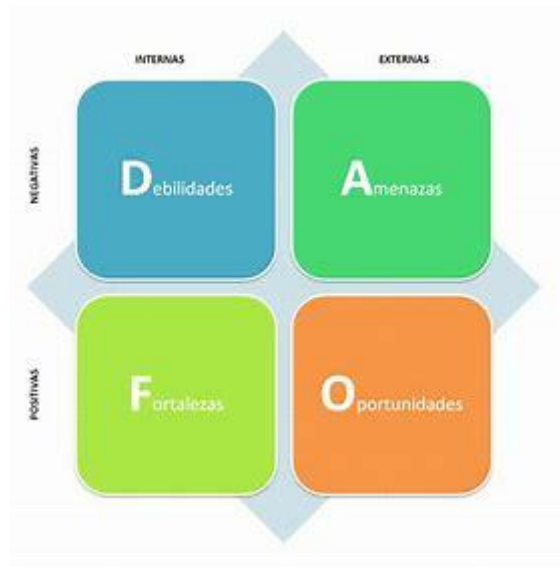 INTERNAS
EXTERNAS
NEGATIVAS
Debilidades
Amenazas
POSITIVAS
Fortalezas
Oportunidades